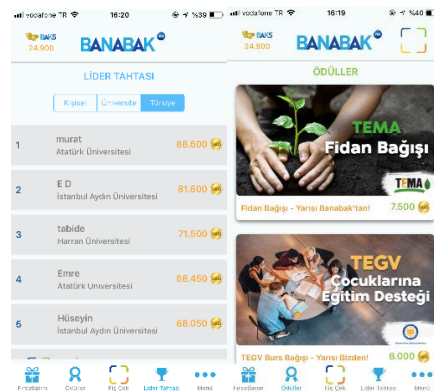 vodafone TR
16:20
%39
BAKS
24.900
BANABAK
LİDER TAHTASI
Kişisel
Üniversite
Türkiye
1
murat
Atatürk Üniversitesi
88.600
2
E D
İstanbul Aydın Üniversitesi
81.600
3
tabide
Harran Üniversitesi
71.500
4
Emre
Atatürk Üniversitesi
68.450
5
Hüseyin
İstanbul Aydın Üniversitesi
68.050
Fırsatlarım
Ödüller
Fiş Çek
Lider Tahtası
Menü
vodafone TR
16:19
%40
BAKS
24.900
BANABAK
ÖDÜLLER
TEMA
Fidan Bağışı
TEMA
Fidan Bağışı - Yarısı Banabak'tan!
7.500
TEGV
Çocuklarına
Eğitim Desteği
TEGV Burs Bağışı - Yarısı Bizden!
8.000
Fırsatlarım
Ödüller
Fiş Çek
Lider Tahtası
Menü